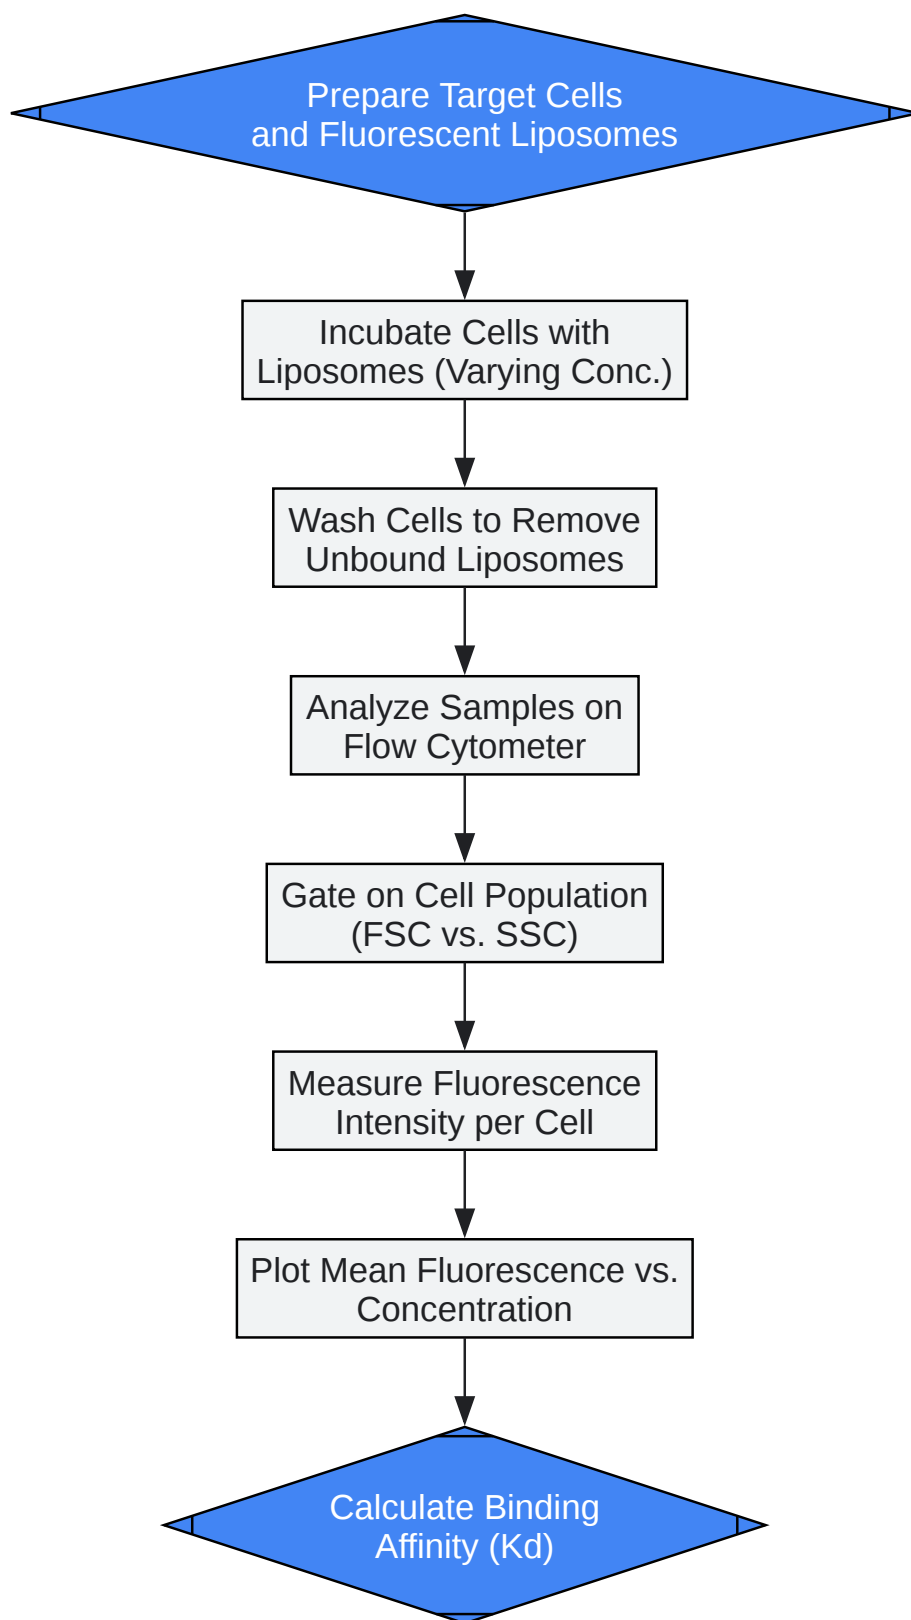 Prepare Target Cells
and Fluorescent Liposomes
Incubate Cells with
Liposomes (Varying Conc.)
Wash Cells to Remove
Unbound Liposomes
Analyze Samples on
Flow Cytometer
Gate on Cell Population
(FSC vs. SSC)
Measure Fluorescence
Intensity per Cell
Plot Mean Fluorescence vs.
Concentration
Calculate Binding
Affinity (Kd)